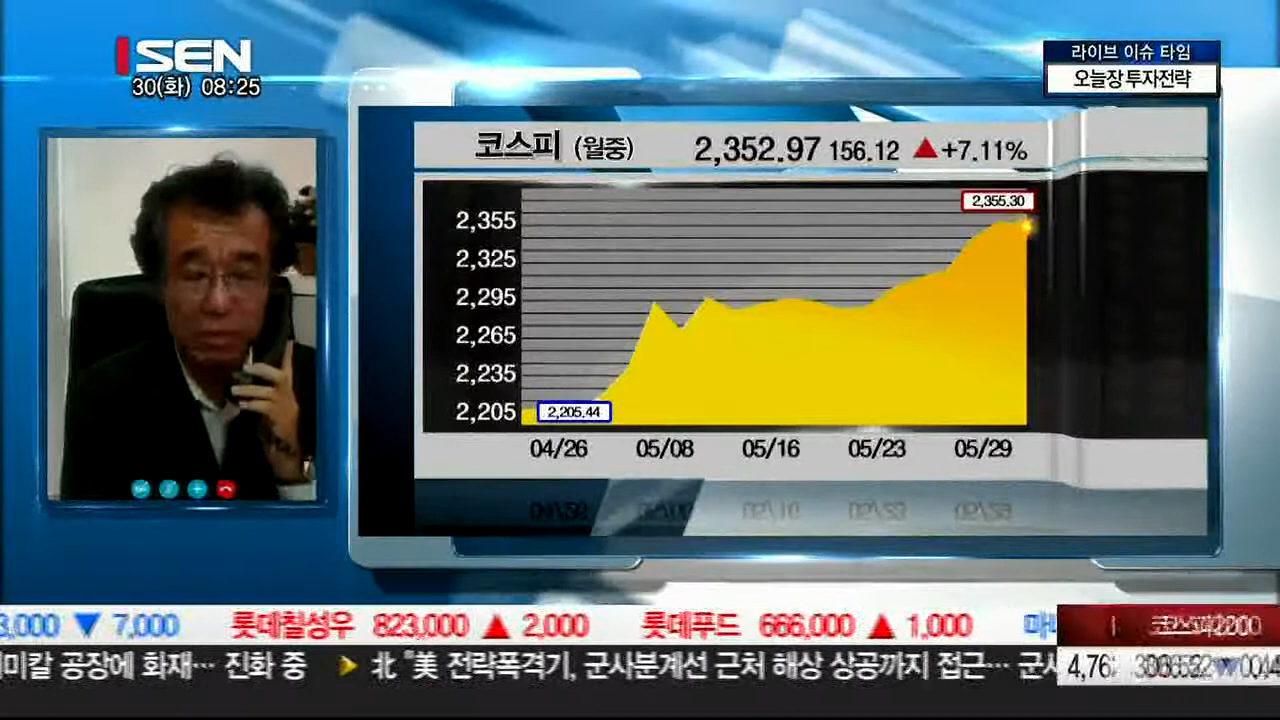 SEN
30(화) 08:25
라이브 이슈 타임
오늘장 투자전략
코스피 (월중) 2,352.97 156.12 ▲+7.11%
2,355.30
2,355
2,325
2,295
2,265
2,235
2,205
2,205.44
04/26 05/08 05/16 05/23 05/29
3,000 ▼ 7,000 롯데칠성우 823,000 ▲ 2,000 롯데푸드 666,000 ▲ 1,000
미칼 공장에 화재… 진화 중 ▶ 北 "美 전략폭격기, 군사분계선 근처 해상 상공까지 접근…